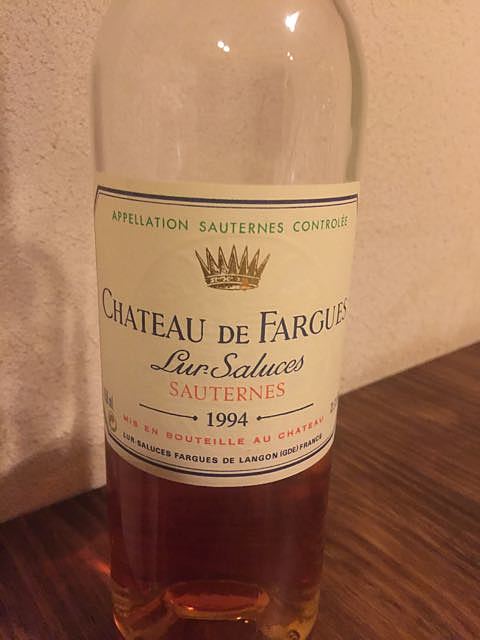 APPELLATION SAUTERNES CONTROLÉE
CHATEAU DE FARGUES
Lur Saluces
SAUTERNES
1994
MIS EN BOUTEILLE AU CHATEAU
LUR SALUCES FARGUES DE LANGON (GDE) FRANCE